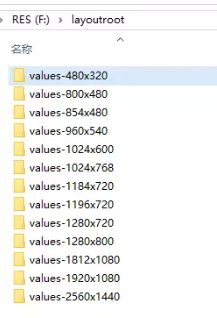 RES (F:) › layoutroot
名称
values-480x320
values-800x480
values-854x480
values-960x540
values-1024x600
values-1024x768
values-1184x720
values-1196x720
values-1280x720
values-1280x800
values-1812x1080
values-1920x1080
values-2560x1440